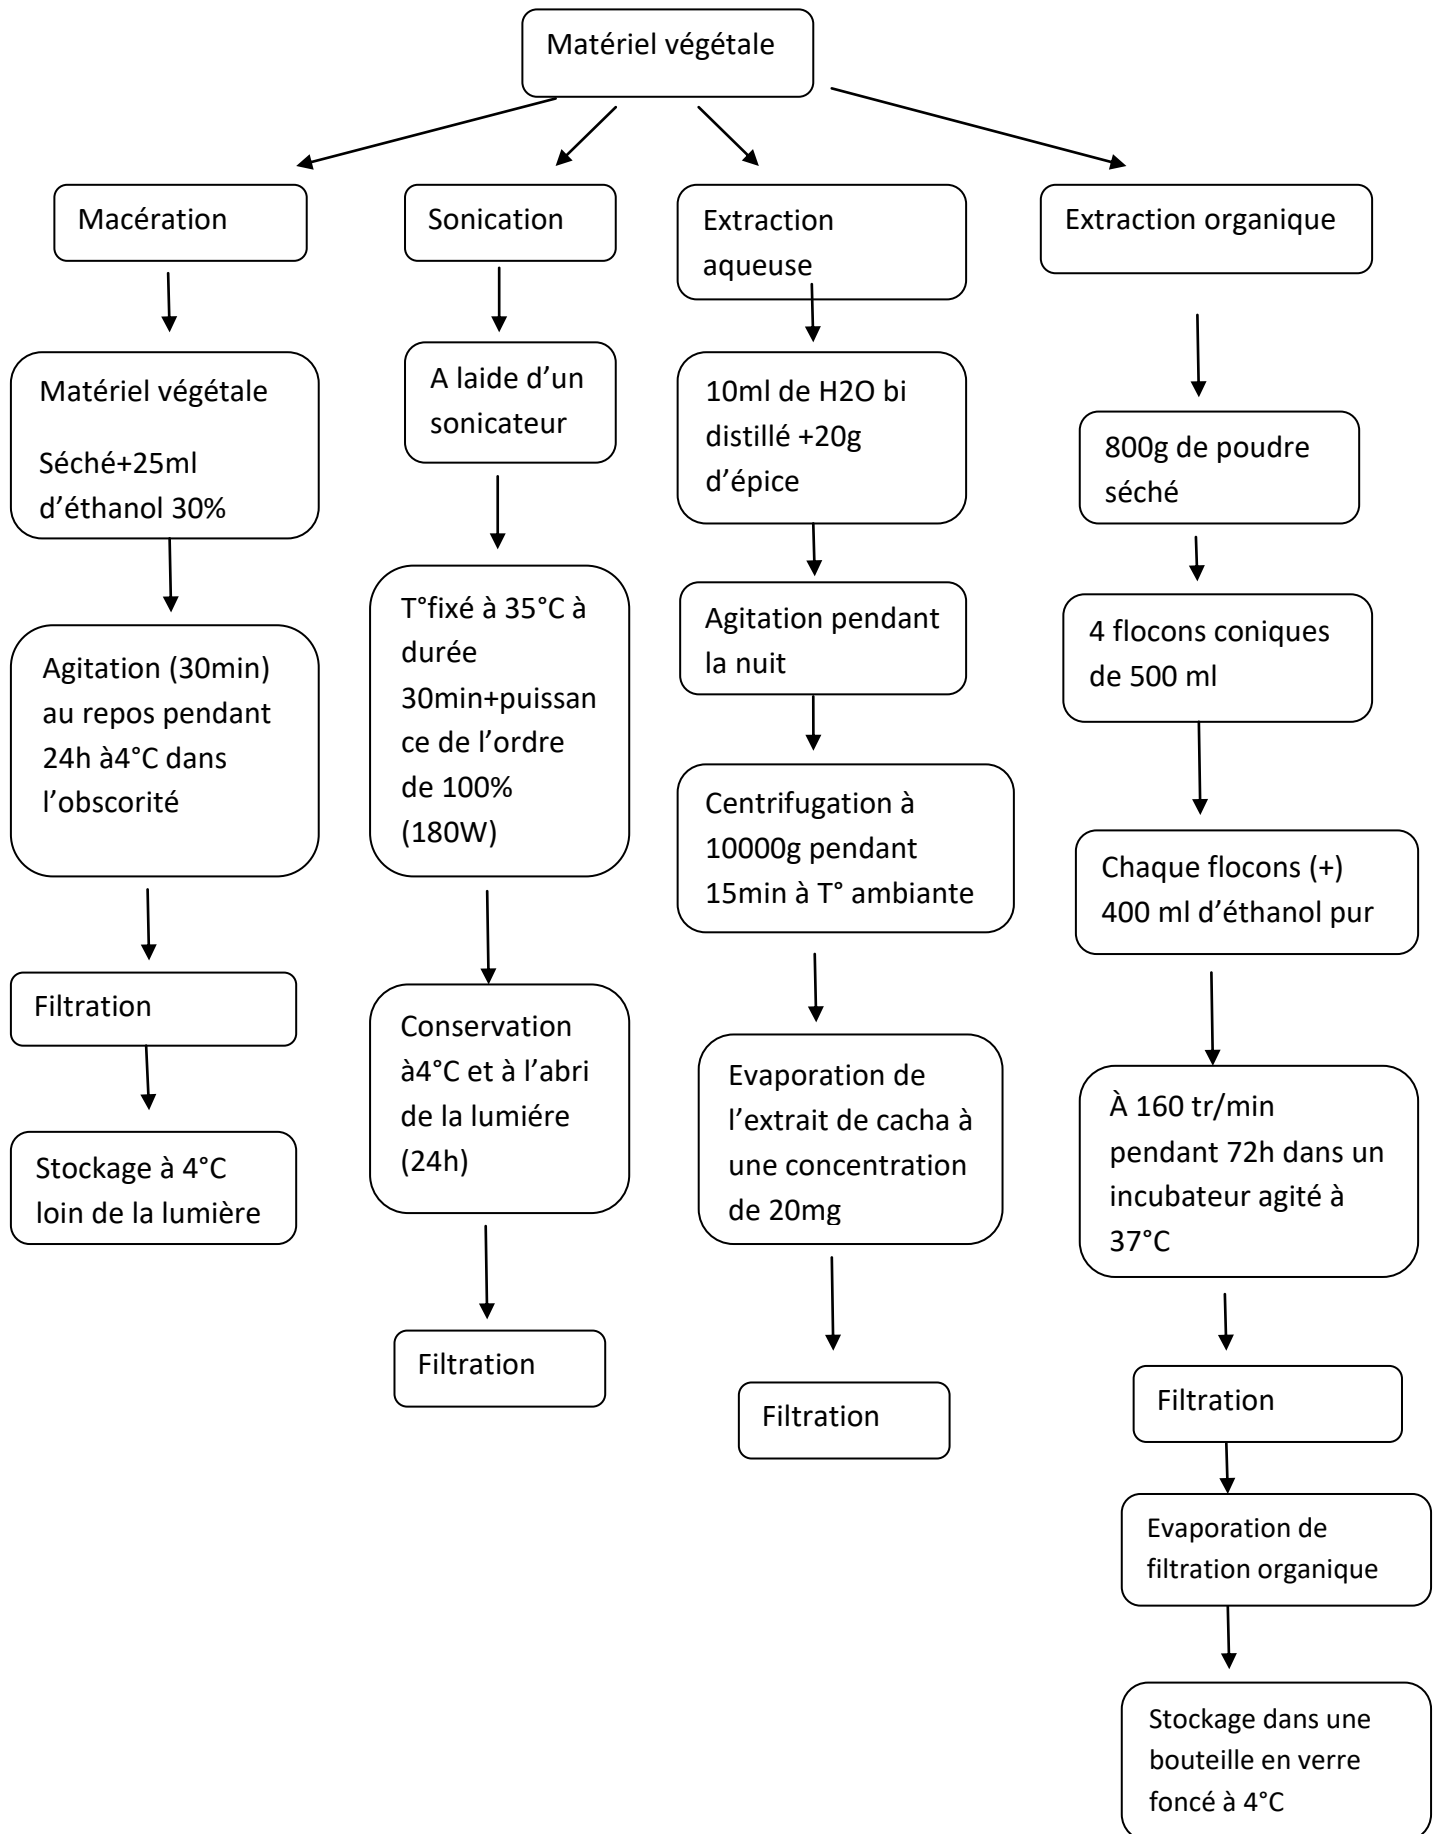 Matériel végétale
Macération
Matériel végétale
Séché+25ml
d’éthanol 30%
Agitation (30min)
au repos pendant
24h à4°C dans
l’obscorité
Filtration
Stockage à 4°C
loin de la lumière
Sonication
A laide d’un
sonicateur
T°fixé à 35°C à
durée
30min+puissan
ce de l’ordre
de 100%
(180W)
Conservation
à4°C et à l’abri
de la lumiére
(24h)
Filtration
Extraction
aqueuse
10ml de H2O bi
distillé +20g
d’épice
Agitation pendant
la nuit
Centrifugation à
10000g pendant
15min à T° ambiante
Evaporation de
l’extrait de cacha à
une concentration
de 20mg
Filtration
Extraction organique
800g de poudre
séché
4 flocons coniques
de 500 ml
Chaque flocons (+)
400 ml d’éthanol pur
À 160 tr/min
pendant 72h dans un
incubateur agité à
37°C
Filtration
Evaporation de
filtration organique
Stockage dans une
bouteille en verre
foncé à 4°C